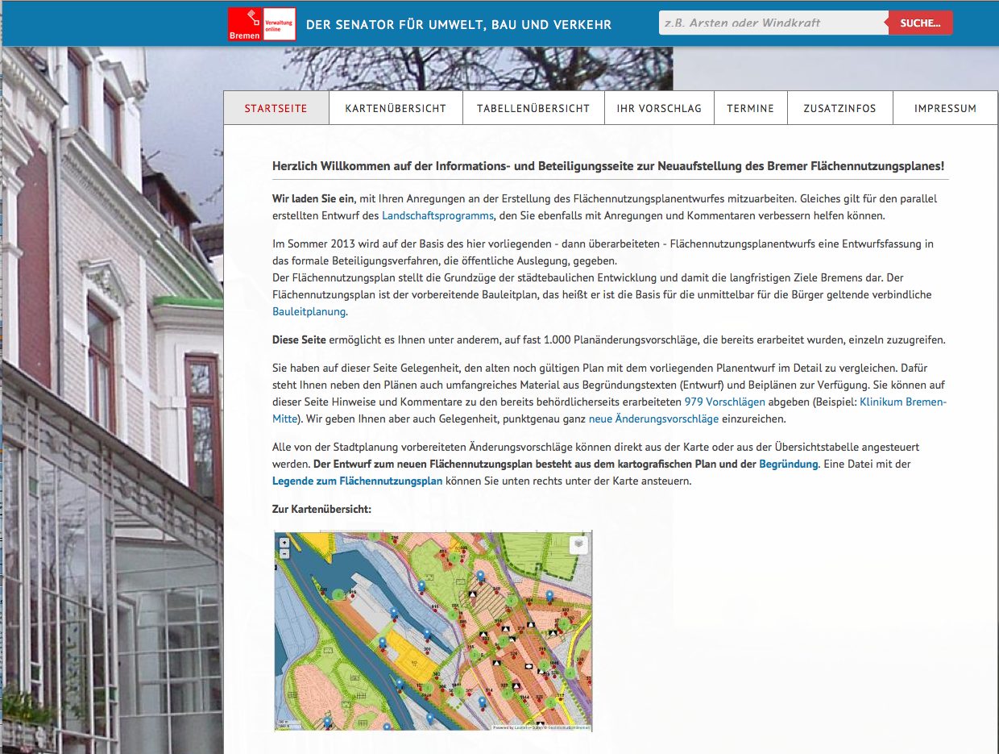 Bremen
Verwaltung
online
DER SENATOR FÜR UMWELT, BAU UND VERKEHR
z.B. Arsten oder Windkraft
SUCHE...
STARTSEITE
KARTENÜBERSICHT
TABELLENÜBERSICHT
IHR VORSCHLAG
TERMINE
ZUSATZINFOS
IMPRESSUM
Herzlich Willkommen auf der Informations- und Beteiligungsseite zur Neuaufstellung des Bremer Flächennutzungsplanes!
Wir laden Sie ein, mit Ihren Anregungen an der Erstellung des Flächennutzungsplanentwurfes mitzuarbeiten. Gleiches gilt für den parallel
erstellten Entwurf des Landschaftsprogramms, den Sie ebenfalls mit Anregungen und Kommentaren verbessern helfen können.
Im Sommer 2013 wird auf der Basis des hier vorliegenden - dann überarbeiteten - Flächennutzungsplanentwurfs eine Entwurfsfassung in
das formale Beteiligungsverfahren, die öffentliche Auslegung, gegeben.
Der Flächennutzungsplan stellt die Grundzüge der städtebaulichen Entwicklung und damit die langfristigen Ziele Bremens dar. Der
Flächennutzungsplan ist der vorbereitende Bauleitplan, das heißt er ist die Basis für die unmittelbar für die Bürger geltende verbindliche
Bauleitplanung.
Diese Seite ermöglicht es Ihnen unter anderem, auf fast 1.000 Planänderungsvorschläge, die bereits erarbeitet wurden, einzeln zuzugreifen.
Sie haben auf dieser Seite Gelegenheit, den alten noch gültigen Plan mit dem vorliegenden Planentwurf im Detail zu vergleichen. Dafür
steht Ihnen neben den Plänen auch umfangreiches Material aus Begründungstexten (Entwurf) und Beiplänen zur Verfügung. Sie können auf
dieser Seite Hinweise und Kommentare zu den bereits behördlicherseits erarbeiteten 979 Vorschlägen abgeben (Beispiel: Klinikum Bremen-
Mitte). Wir geben Ihnen aber auch Gelegenheit, punktgenau ganz neue Änderungsvorschläge einzureichen.
Alle von der Stadtplanung vorbereiteten Änderungsvorschläge können direkt aus der Karte oder aus der Übersichtstabelle angesteuert
werden. Der Entwurf zum neuen Flächennutzungsplan besteht aus dem kartografischen Plan und der Begründung. Eine Datei mit der
Legende zum Flächennutzungsplan können Sie unten rechts unter der Karte ansteuern.
Zur Kartenübersicht: